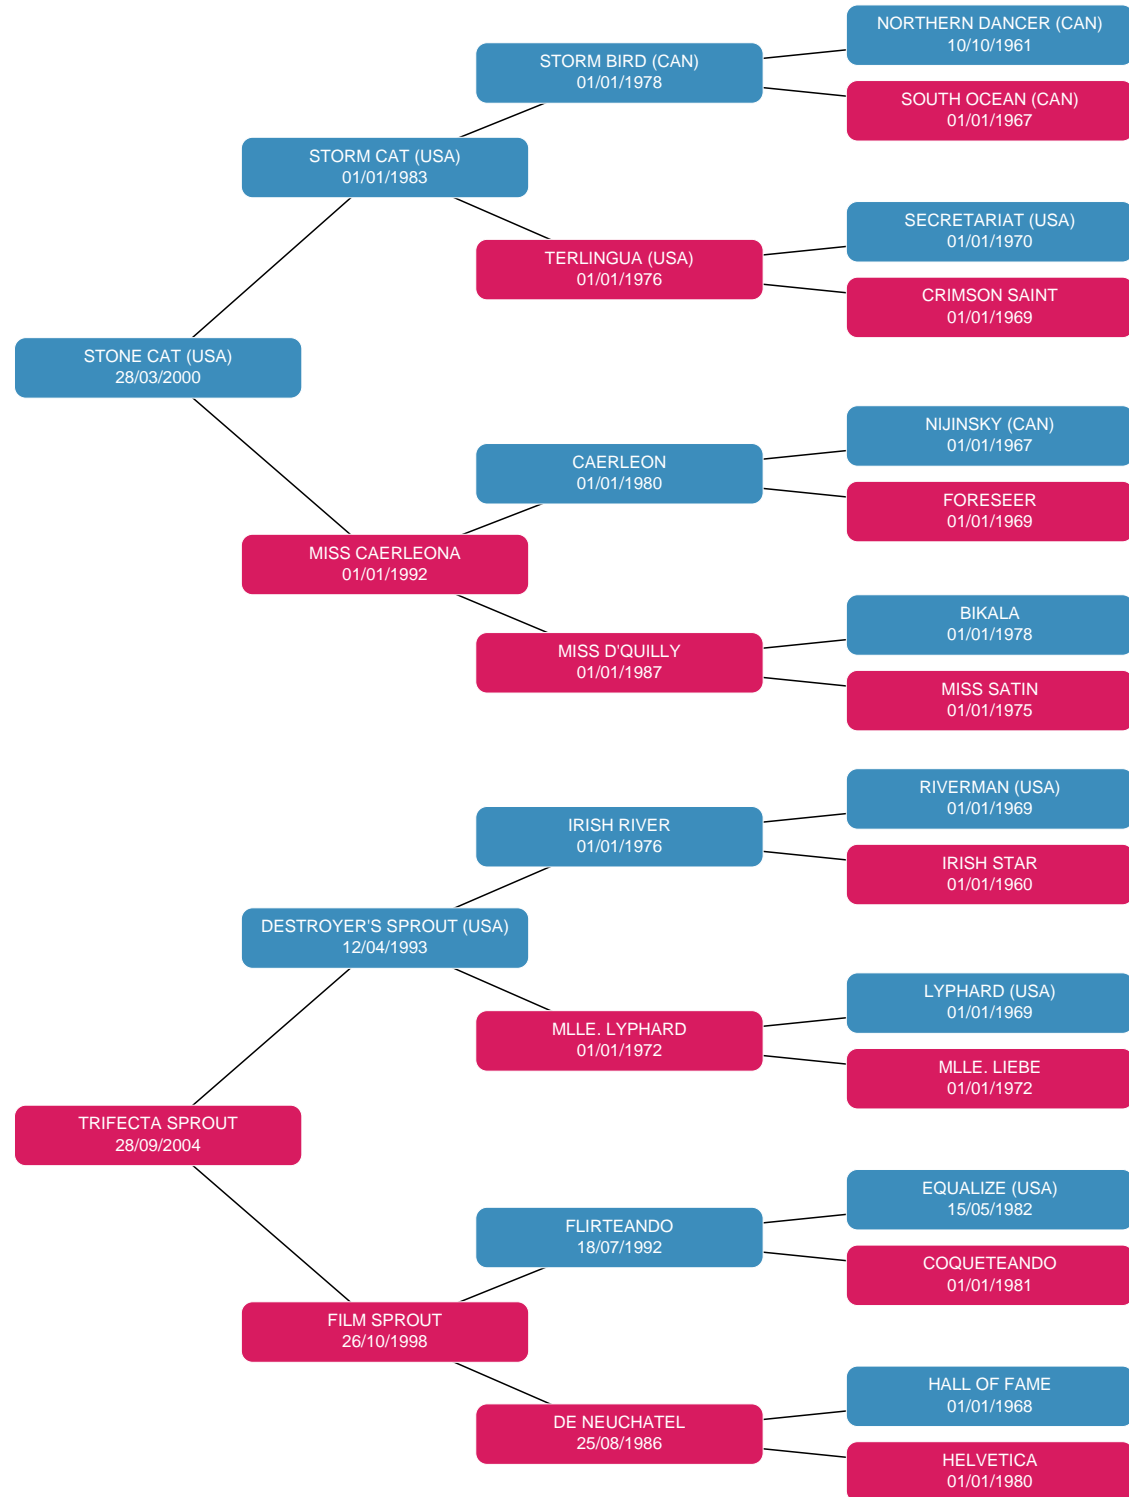 NORTHERN DANCER (CAN)
10/10/1961
STORM BIRD (CAN)
01/01/1978
SOUTH OCEAN (CAN)
01/01/1967
STORM CAT (USA)
01/01/1983
SECRETARIAT (USA)
01/01/1970
TERLINGUA (USA)
01/01/1976
CRIMSON SAINT
01/01/1969
STONE CAT (USA)
28/03/2000
NIJINSKY (CAN)
01/01/1967
CAERLEON
01/01/1980
FORESEER
01/01/1969
MISS CAERLEONA
01/01/1992
BIKALA
01/01/1978
MISS D'QUILLY
01/01/1987
MISS SATIN
01/01/1975
RIVERMAN (USA)
01/01/1969
IRISH RIVER
01/01/1976
IRISH STAR
01/01/1960
DESTROYER'S SPROUT (USA)
12/04/1993
LYPHARD (USA)
01/01/1969
MLLE. LYPHARD
01/01/1972
MLLE. LIEBE
01/01/1972
TRIFECTA SPROUT
28/09/2004
EQUALIZE (USA)
15/05/1982
FLIRTEANDO
18/07/1992
COQUETEANDO
01/01/1981
FILM SPROUT
26/10/1998
HALL OF FAME
01/01/1968
DE NEUCHATEL
25/08/1986
HELVETICA
01/01/1980